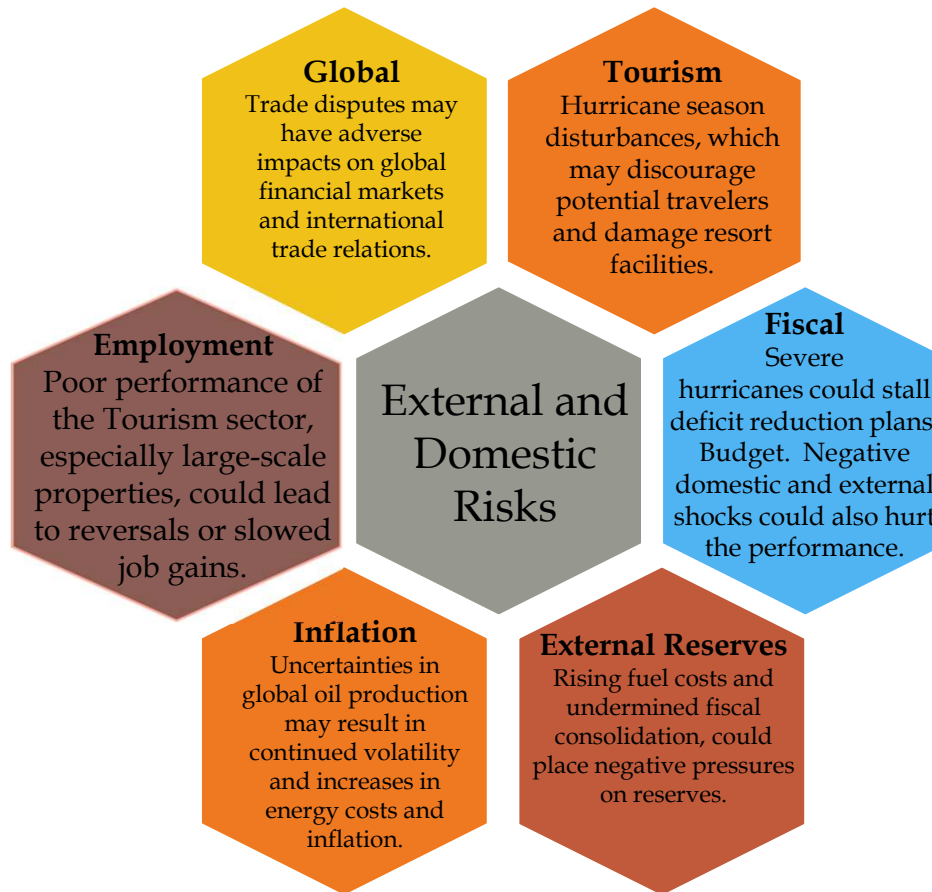 Global
Trade disputes may
have adverse
impacts on global
financial markets
and international
trade relations.
Tourism
Hurricane season
disturbances, which
may discourage
potential travelers
and damage resort
facilities.
Employment
Poor performance of
the Tourism sector,
especially large-scale
properties, could lead
to reversals or slowed
job gains.
External and
Domestic
Risks
Fiscal
Severe
hurricanes could stall
deficit reduction plans
Budget. Negative
domestic and external
shocks could also hurt
the performance.
Inflation
Uncertainties in
global oil production
may result in
continued volatility
and increases in
energy costs and
inflation.
External Reserves
Rising fuel costs and
undermined fiscal
consolidation, could
place negative pressures
on reserves.